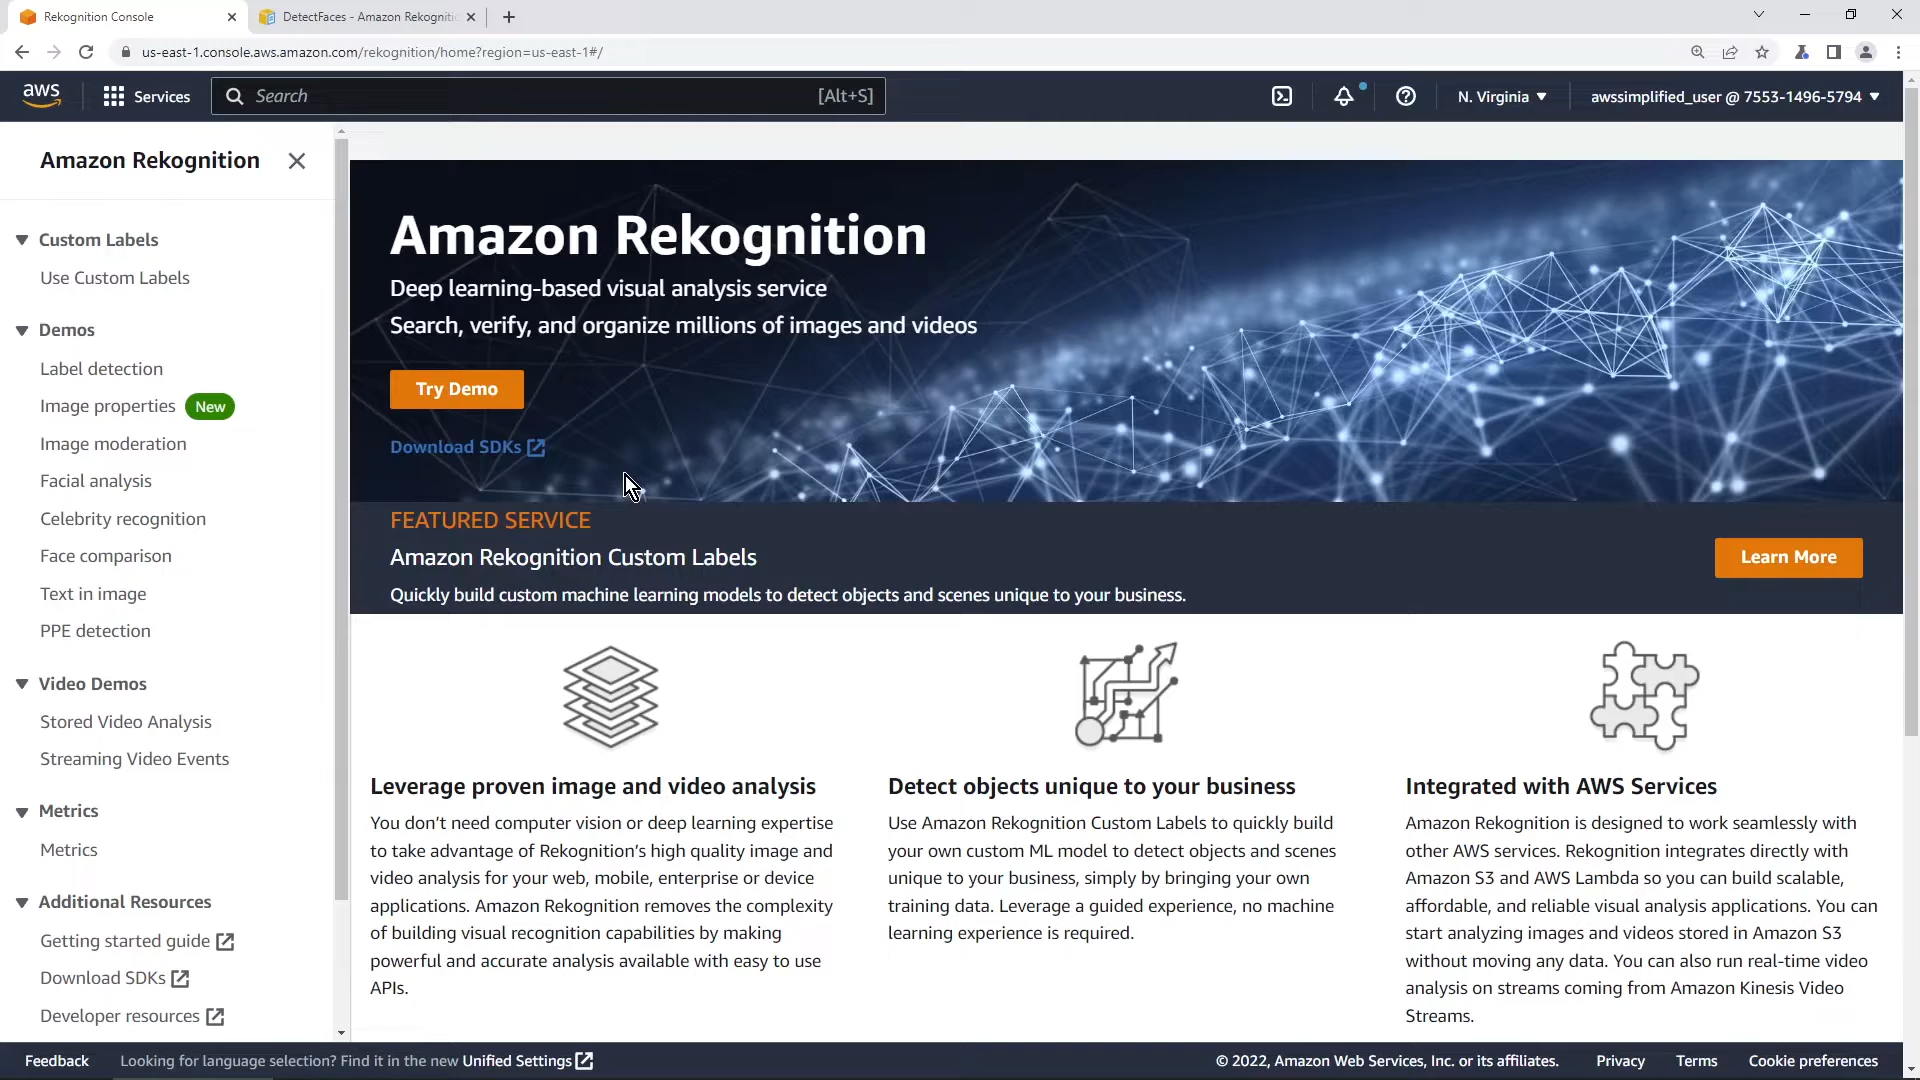 Rekognition Console
DetectFaces - Amazon Rekogniti
us-east-1.console.aws.amazon.com/rekognition/home?region=us-east-1#/
aws
Services
Search
[Alt+S]
N. Virginia
awssimplified_user @ 7553-1496-5794
Amazon Rekognition
Custom Labels
Use Custom Labels
Demos
Label detection
Image properties New
Image moderation
Facial analysis
Celebrity recognition
Face comparison
Text in image
PPE detection
Video Demos
Stored Video Analysis
Streaming Video Events
Metrics
Metrics
Additional Resources
Getting started guide
Download SDKs
Developer resources
Amazon Rekognition
Deep learning-based visual analysis service
Search, verify, and organize millions of images and videos
Try Demo
Download SDKs
FEATURED SERVICE
Amazon Rekognition Custom Labels
Quickly build custom machine learning models to detect objects and scenes unique to your business.
Learn More
Leverage proven image and video analysis
You don’t need computer vision or deep learning expertise
to take advantage of Rekognition’s high quality image and
video analysis for your web, mobile, enterprise or device
applications. Amazon Rekognition removes the complexity
of building visual recognition capabilities by making
powerful and accurate analysis available with easy to use
APIs.
Detect objects unique to your business
Use Amazon Rekognition Custom Labels to quickly build
your own custom ML model to detect objects and scenes
unique to your business, simply by bringing your own
training data. Leverage a guided experience, no machine
learning experience is required.
Integrated with AWS Services
Amazon Rekognition is designed to work seamlessly with
other AWS services. Rekognition integrates directly with
Amazon S3 and AWS Lambda so you can build scalable,
affordable, and reliable visual analysis applications. You can
start analyzing images and videos stored in Amazon S3
without moving any data. You can also run real-time video
analysis on streams coming from Amazon Kinesis Video
Streams.
Feedback
Looking for language selection? Find it in the new Unified Settings
© 2022, Amazon Web Services, Inc. or its affiliates.
Privacy
Terms
Cookie preferences